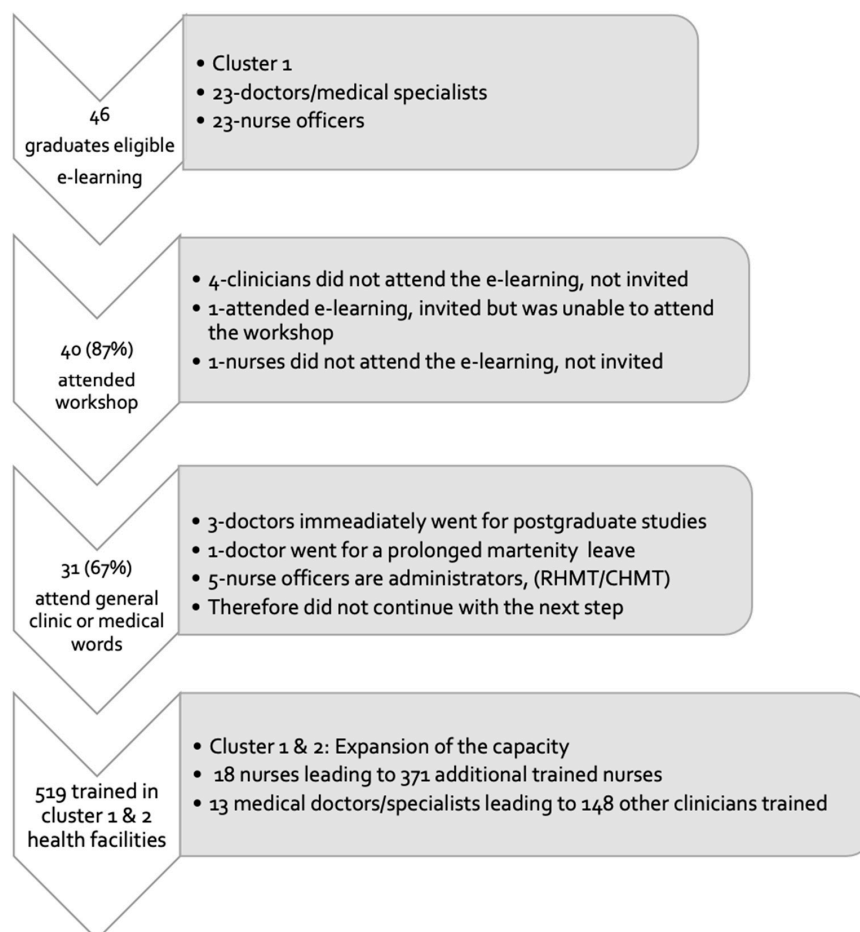 46
graduates eligible
e-learning
• Cluster 1
• 23-doctors/medical specialists
• 23-nurse officers
40 (87%)
attended
workshop
• 4-clinicians did not attend the e-learning, not invited
• 1-attended e-learning, invited but was unable to attend
the workshop
• 1-nurses did not attend the e-learning, not invited
31 (67%)
attend general
clinic or medical
words
• 3-doctors immeadiately went for postgraduate studies
• 1-doctor went for a prolonged martenity leave
• 5-nurse officers are administrators, (RHMT/CHMT)
• Therefore did not continue with the next step
519 trained in
cluster 1 & 2
health facilities
• Cluster 1 & 2: Expansion of the capacity
• 18 nurses leading to 371 additional trained nurses
• 13 medical doctors/specialists leading to 148 other clinicians trained